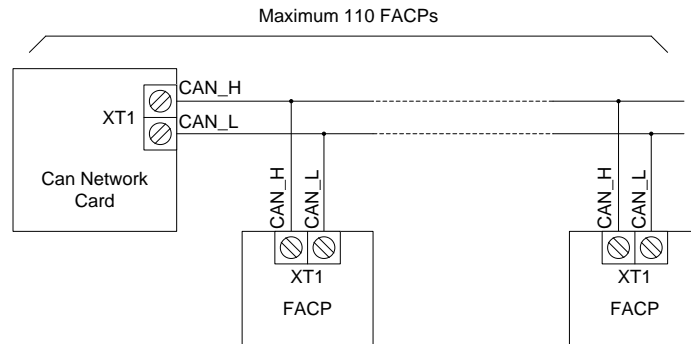 Maximum 110 FACPs
CAN_H
XT1
CAN_L
Can Network
Card
CAN_H
CAN_L
CAN_H
CAN_L
XT1
XT1
FACP
FACP